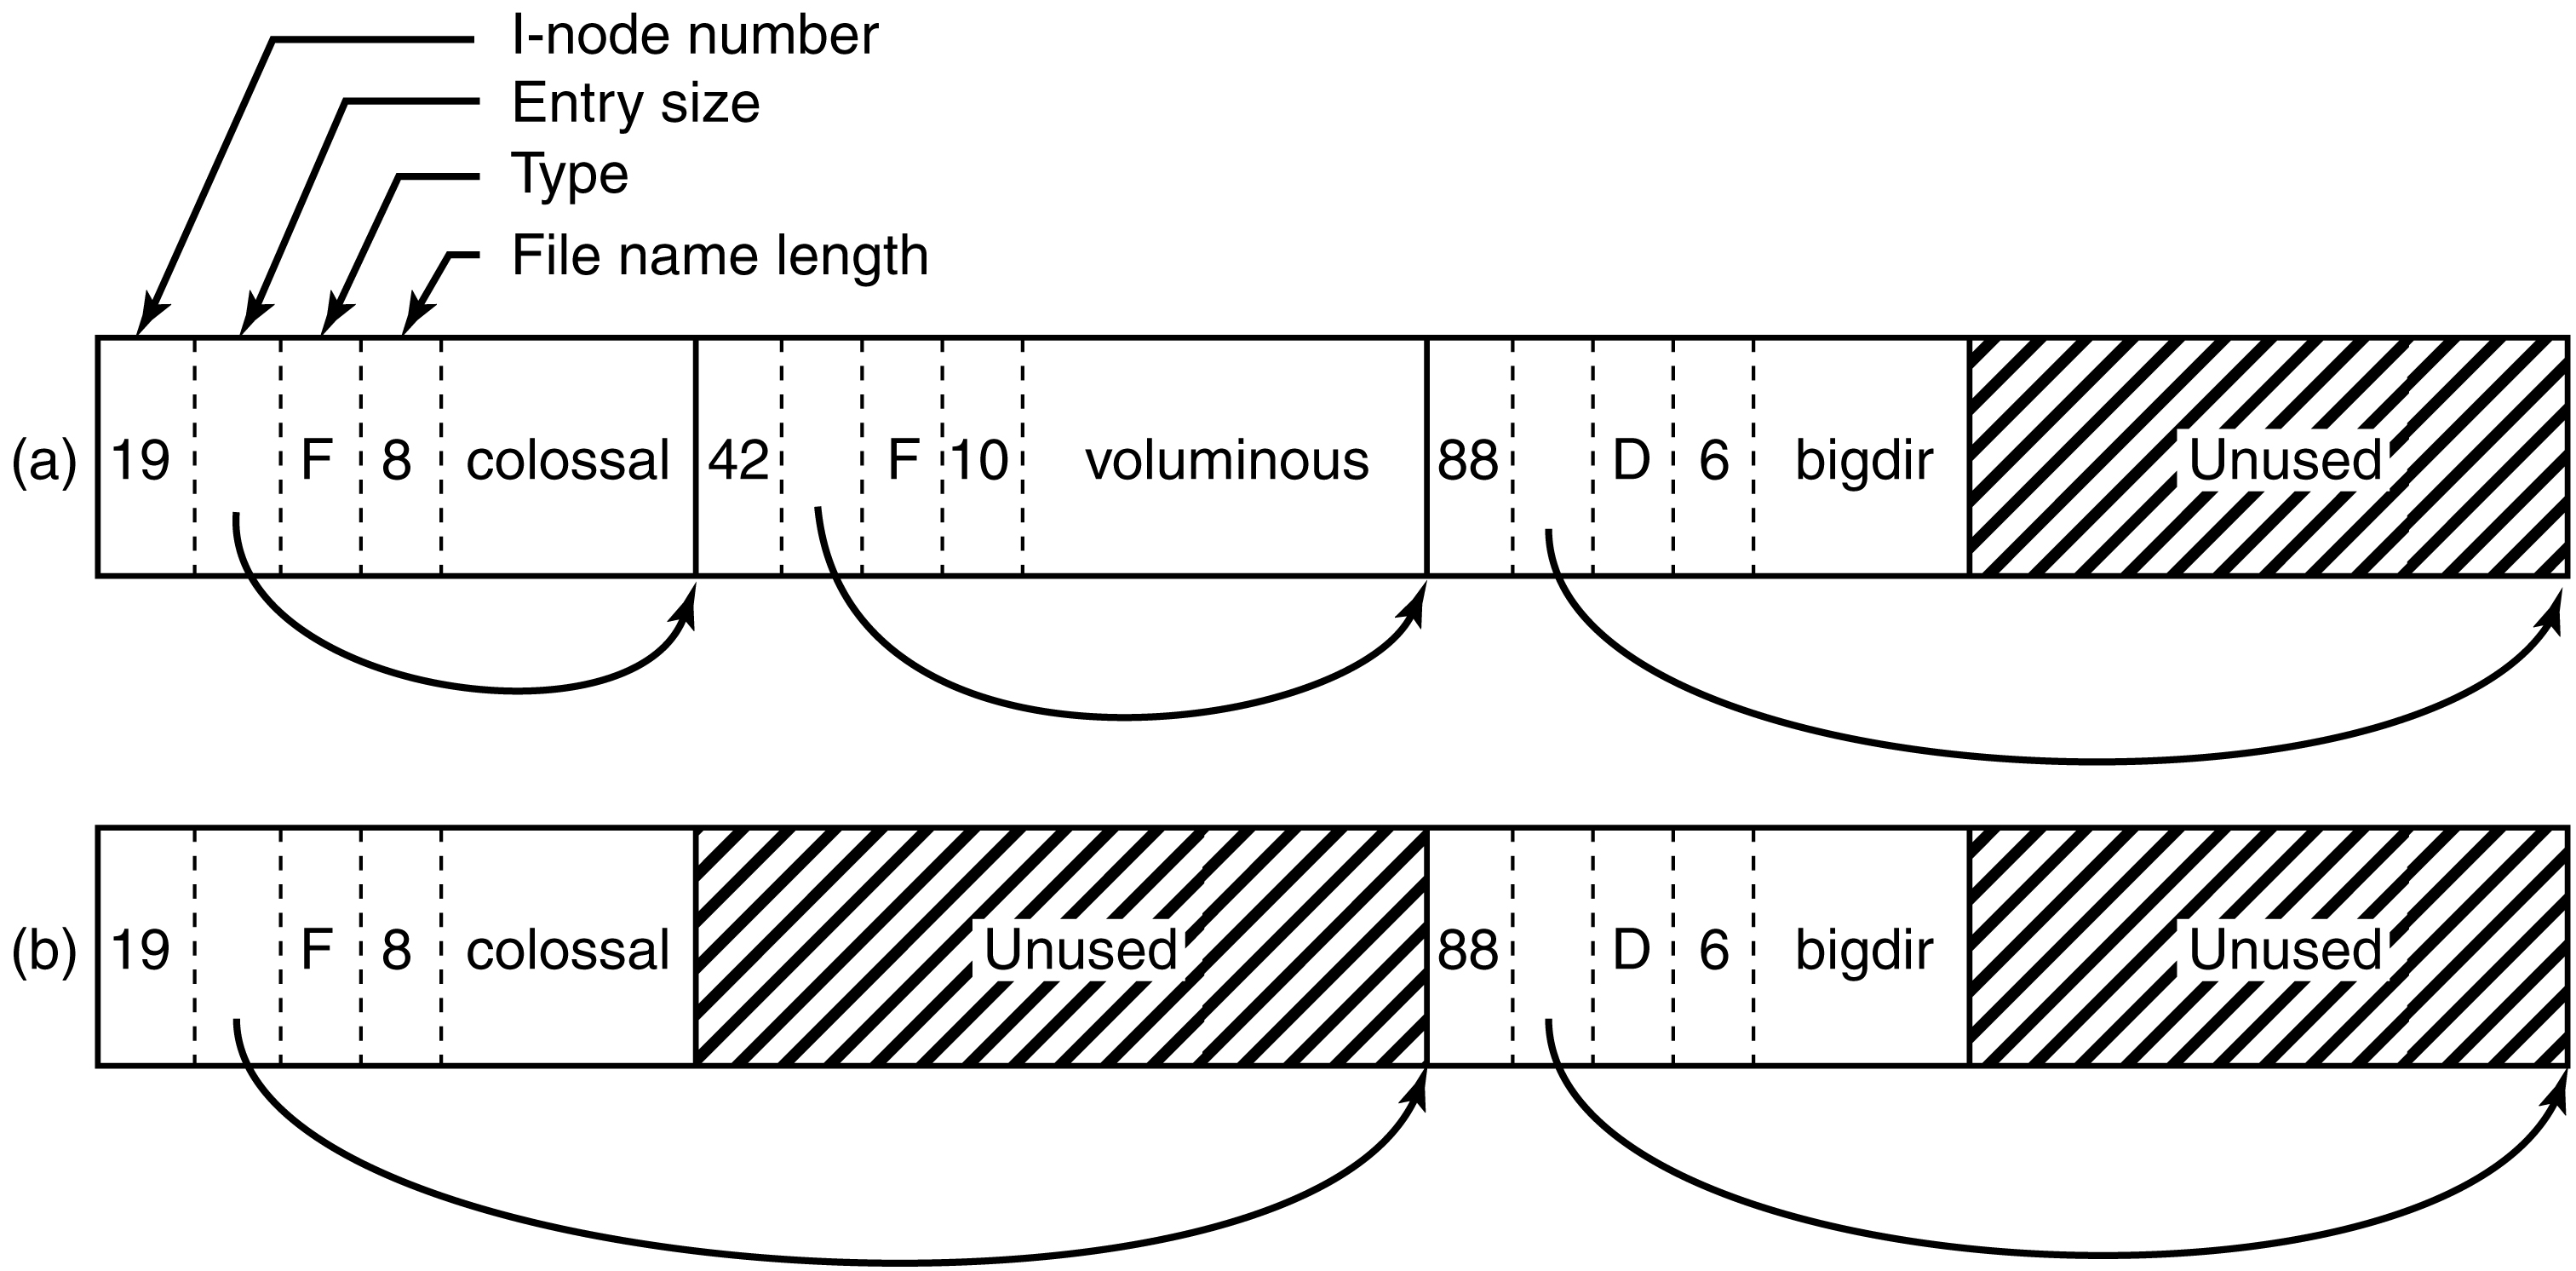 I-node number
Entry size
Type
File name length
(a) 19 F 8 colossal 42 F 10 voluminous 88 D 6 bigdir Unused
(b) 19 F 8 colossal Unused 88 D 6 bigdir Unused